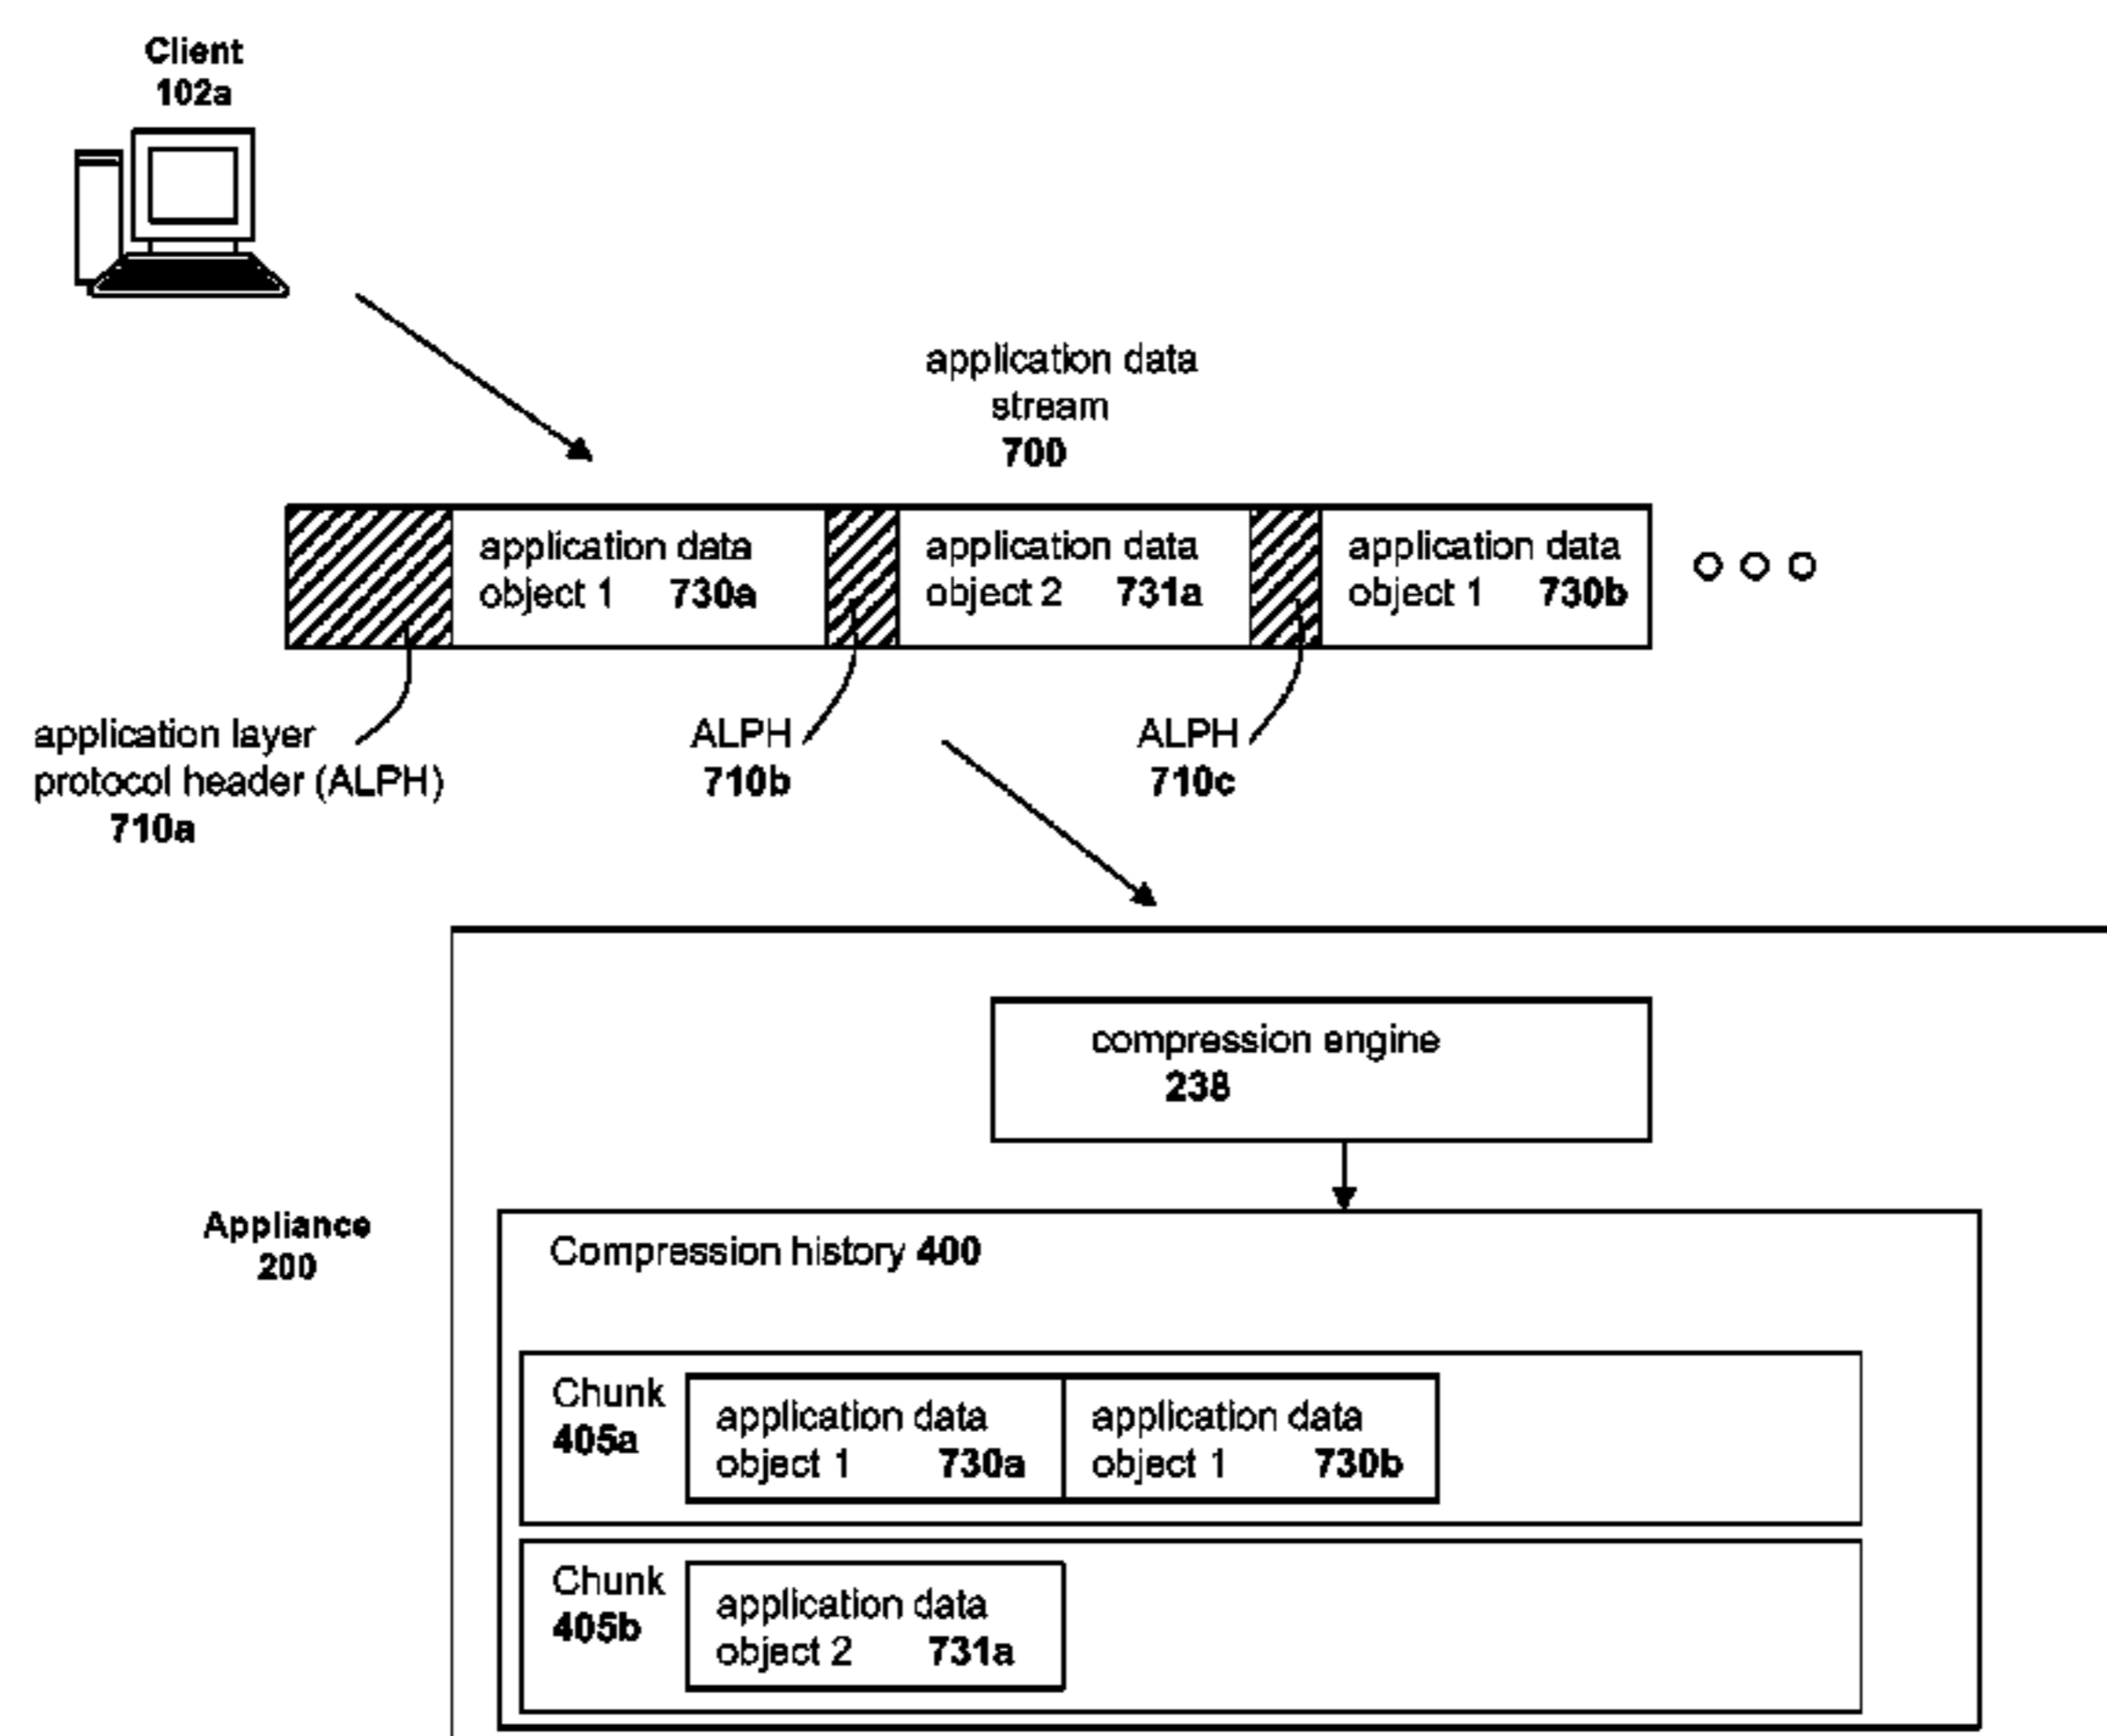 Client
102a
application data
stream
700
application data
object 1 730a
application data
object 2 731a
application data
object 1 730b
application layer
protocol header (ALPH)
710a
ALPH
710b
ALPH
710c
compression engine
238
Appliance
200
Compression history 400
Chunk
405a
application data
object 1 730a
application data
object 1 730b
Chunk
405b
application data
object 2 731a